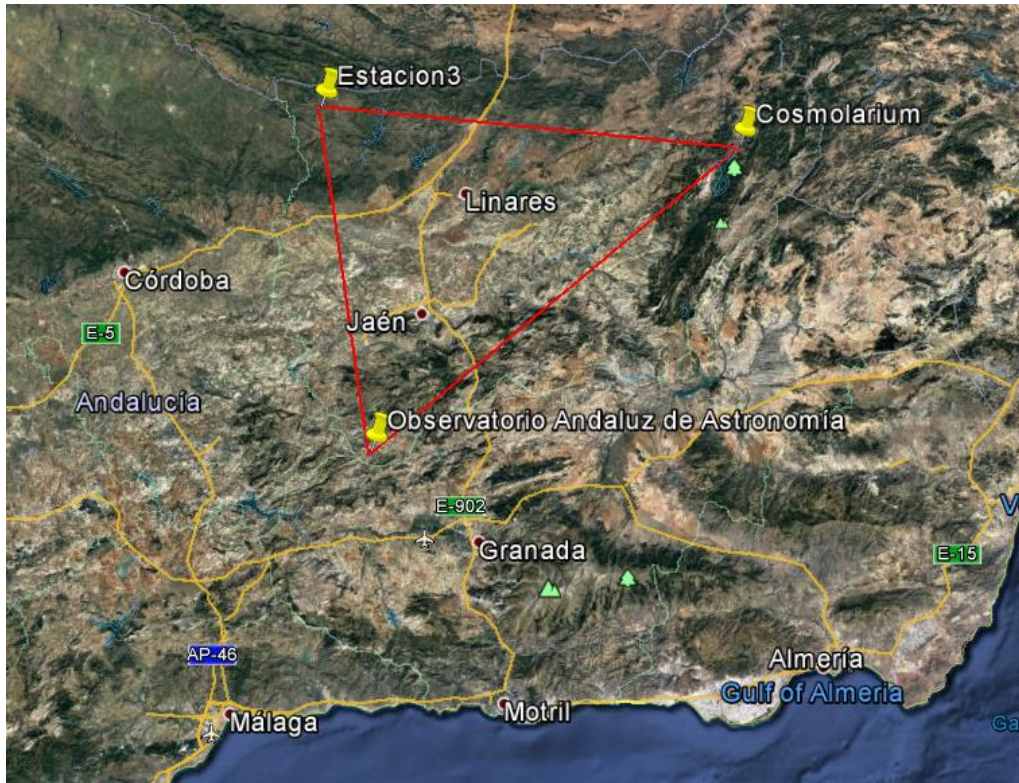 Estacion3
Cosmolarium
Linares
Córdoba
Jaén
E-5
Andalucía
Observatorio Andaluz de Astronomía
E-902
Granada
E-15
AP-46
Almería
Gulf of Almeria
Motril
Málaga